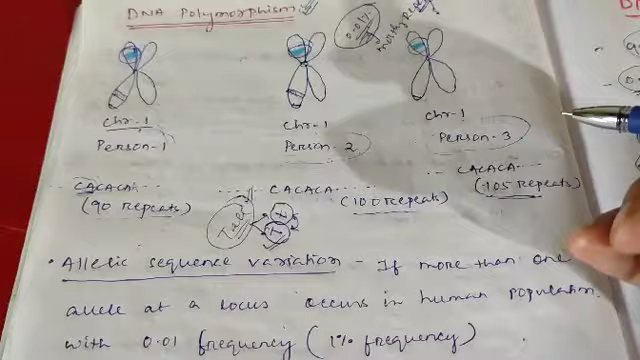 DNA Polymorphism
0.01%
Chr-1
Person-1
Chr-1
Person-2
Chr-1
Person-3
CACACA....
(90 Repeats)
.... CACACA....
(100 Repeats)
.. CACACA....
(105 Repeats)
• Allelic sequence variation - If more than one
allele at a locus occurs in human population
with 0.01 frequency (1% frequency)